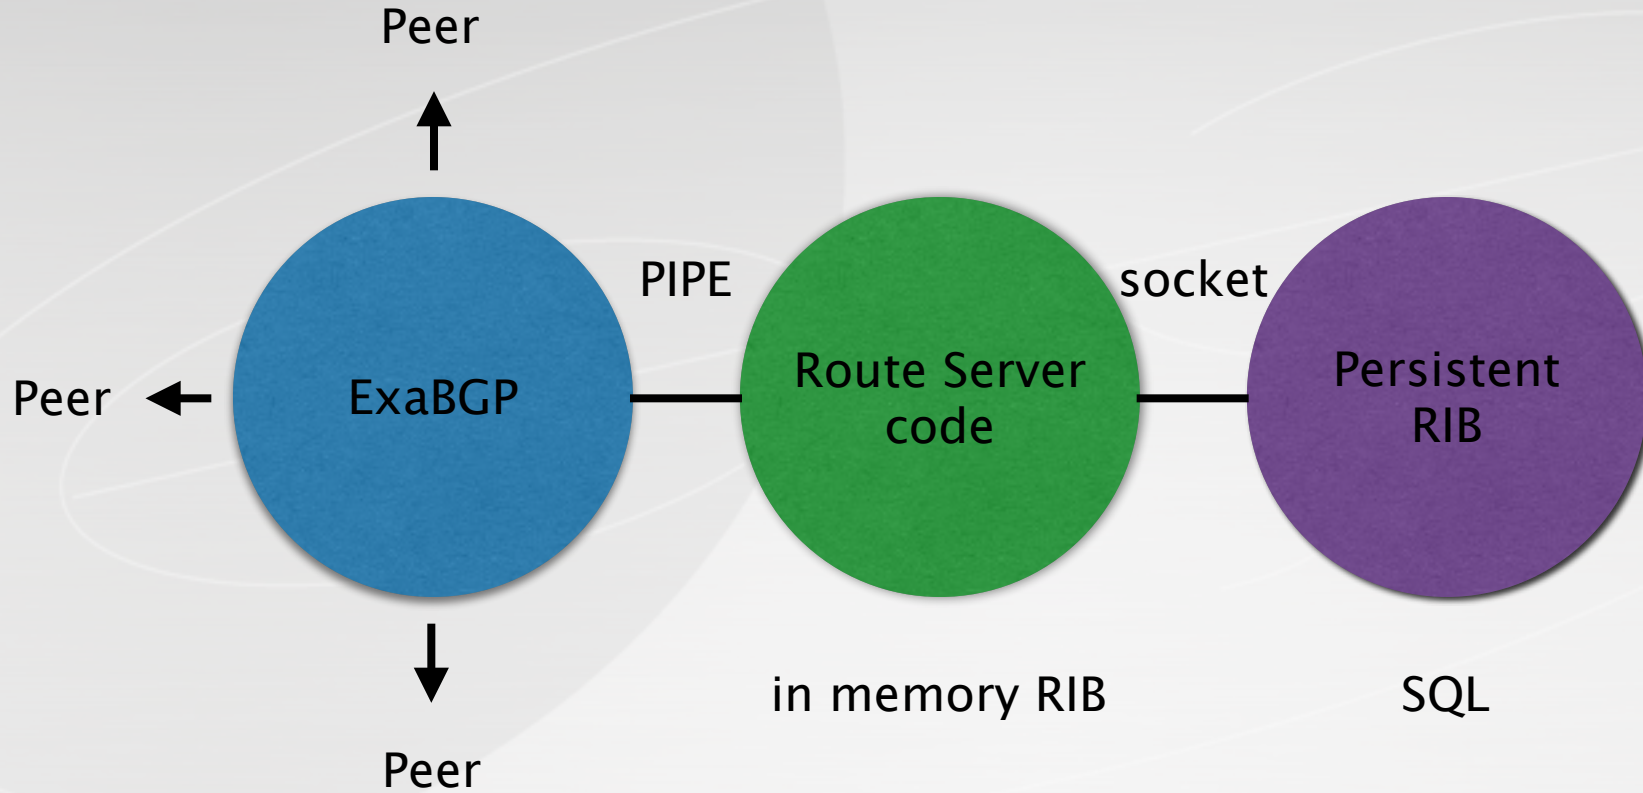 Peer
PIPE
socket
Peer
ExaBGP
Route Server
code
Persistent
RIB
in memory RIB
SQL
Peer